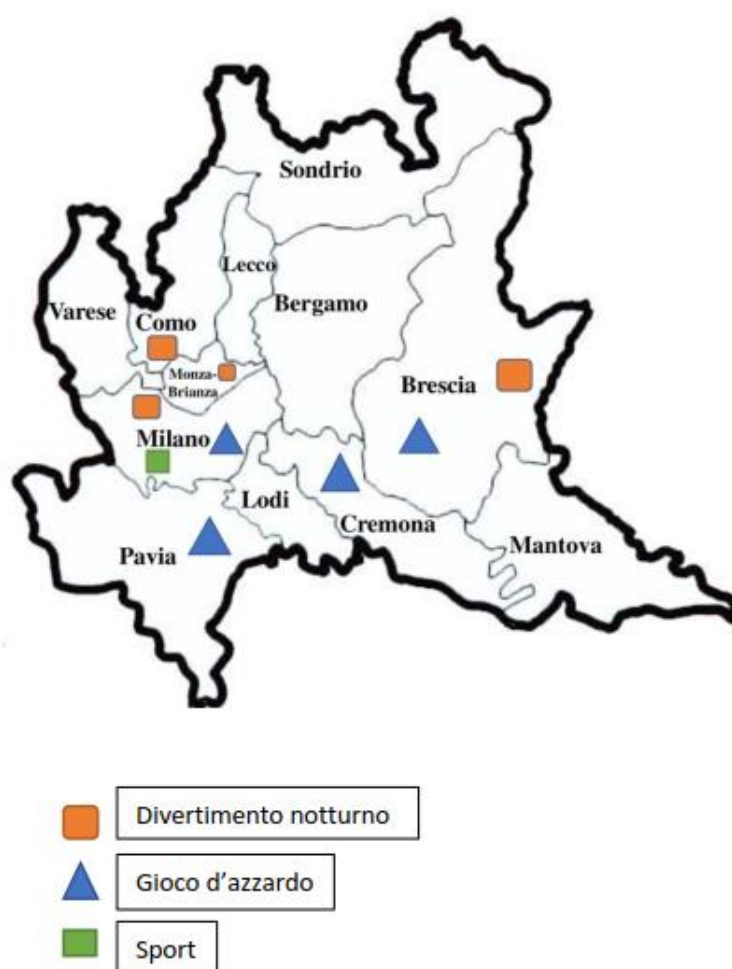 Sondrio
Lecco
Bergamo
Varese
Como
Monza-
Brianza
Brescia
Milano
Lodi
Cremona
Pavia
Mantova
Divertimento notturno
Gioco d'azzardo
Sport